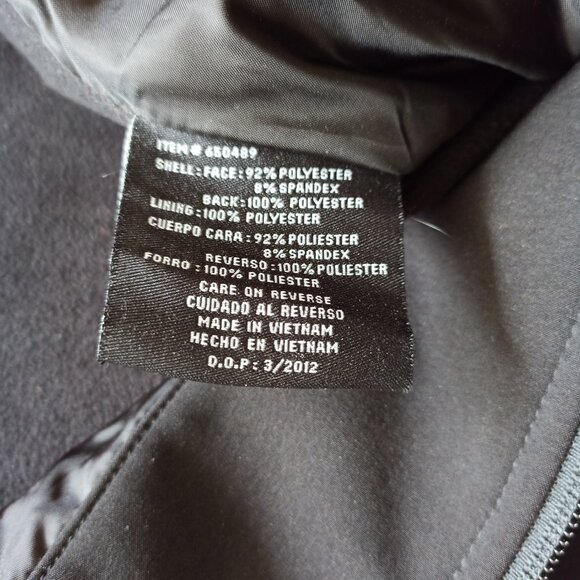 ITEM # 650489
SHELL: FACE: 92% POLYESTER
8% SPANDEX
BACK: 100% POLYESTER
LINING: 100% POLYESTER
CUERPO CARA: 92% POLIESTER
8% SPANDEX
REVERSO: 100% POLIESTER
FORRO: 100% POLIESTER
CARE ON REVERSE
CUIDADO AL REVERSO
MADE IN VIETNAM
HECHO EN VIETNAM
D.O.P: 3/2012